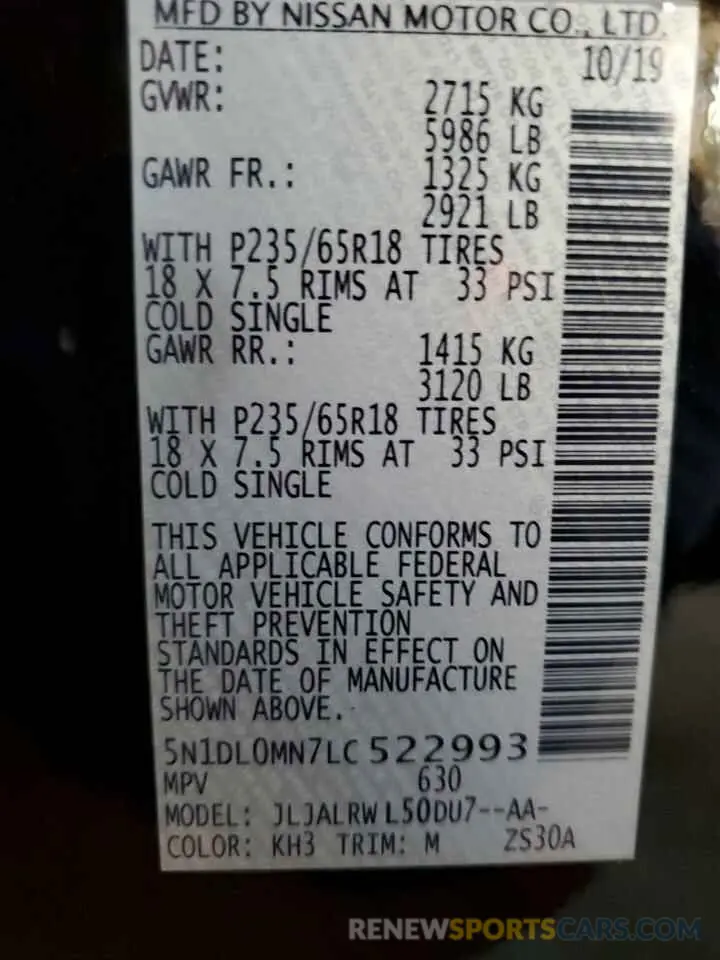 MFD BY NISSAN MOTOR CO., LTD.
DATE: 10/19
GVWR: 2715 KG
5986 LB
GAWR FR.: 1325 KG
2921 LB
WITH P235/65R18 TIRES
18 X 7.5 RIMS AT 33 PSI
COLD SINGLE
GAWR RR.: 1415 KG
3120 LB
WITH P235/65R18 TIRES
18 X 7.5 RIMS AT 33 PSI
COLD SINGLE
THIS VEHICLE CONFORMS TO
ALL APPLICABLE FEDERAL
MOTOR VEHICLE SAFETY AND
THEFT PREVENTION
STANDARDS IN EFFECT ON
THE DATE OF MANUFACTURE
SHOWN ABOVE.
5N1DL0MN7LC 522993
MPV 630
MODEL: JLJALRW L50DU7--AA-
COLOR: KH3 TRIM: M ZS30A
RENEWSPORTSCARS.COM